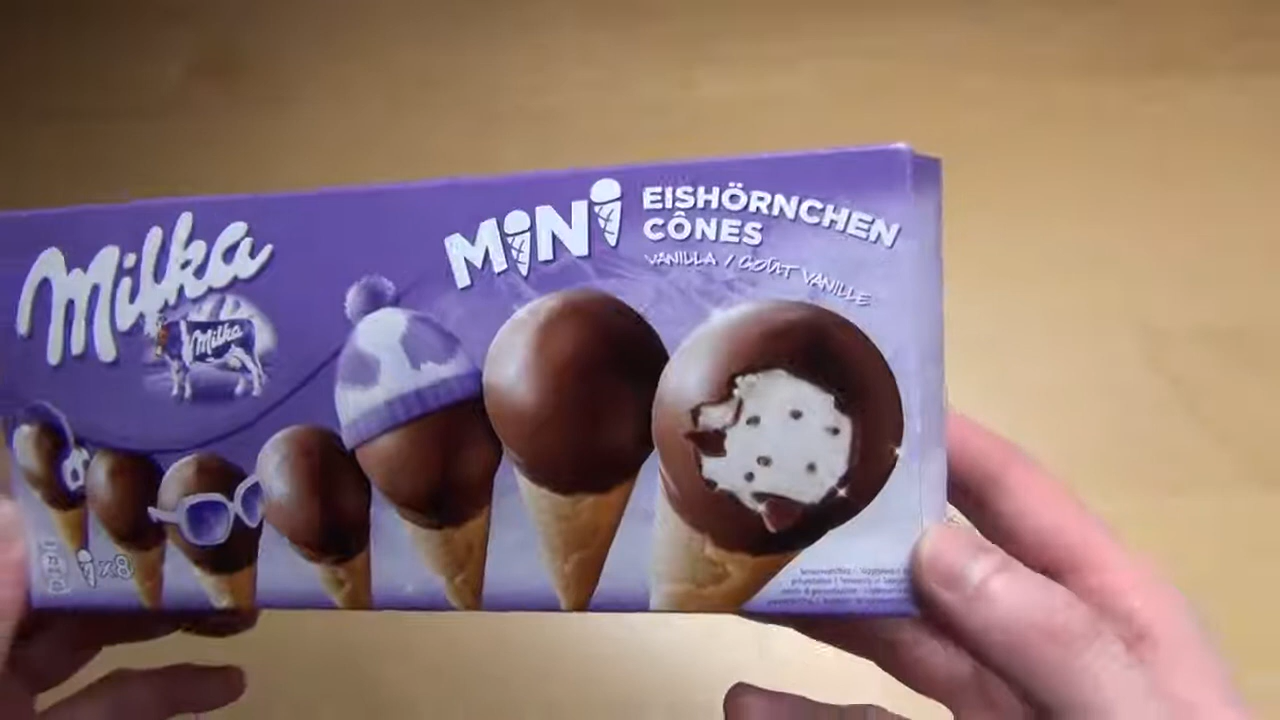 Milka
Milka
MiNi
EISHÖRNCHEN
CÔNES
VANILLA / GOÛT VANILLE
x8